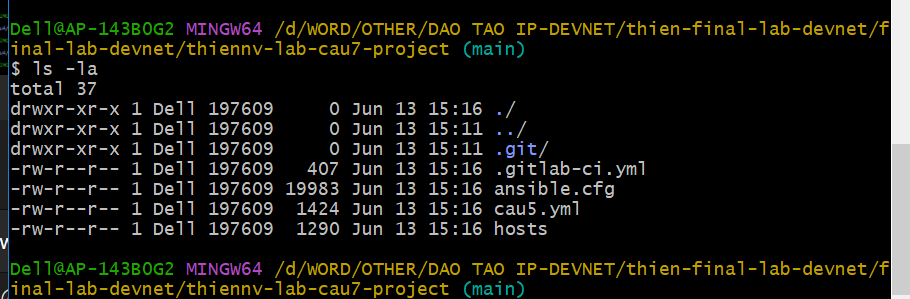 Dell@AP-143B0G2 MINGW64 /d/WORD/OTHER/DAO TAO IP-DEVNET/thien-final-lab-devnet/f
inal-lab-devnet/thiennv-lab-cau7-project (main)
$ ls -la
total 37
drwxr-xr-x 1 Dell 197609     0 Jun 13 15:16 ./
drwxr-xr-x 1 Dell 197609     0 Jun 13 15:11 ../
drwxr-xr-x 1 Dell 197609     0 Jun 13 15:11 .git/
-rw-r--r-- 1 Dell 197609   407 Jun 13 15:16 .gitlab-ci.yml
-rw-r--r-- 1 Dell 197609 19983 Jun 13 15:16 ansible.cfg
-rw-r--r-- 1 Dell 197609  1424 Jun 13 15:16 cau5.yml
-rw-r--r-- 1 Dell 197609  1290 Jun 13 15:16 hosts
Dell@AP-143B0G2 MINGW64 /d/WORD/OTHER/DAO TAO IP-DEVNET/thien-final-lab-devnet/f
inal-lab-devnet/thiennv-lab-cau7-project (main)